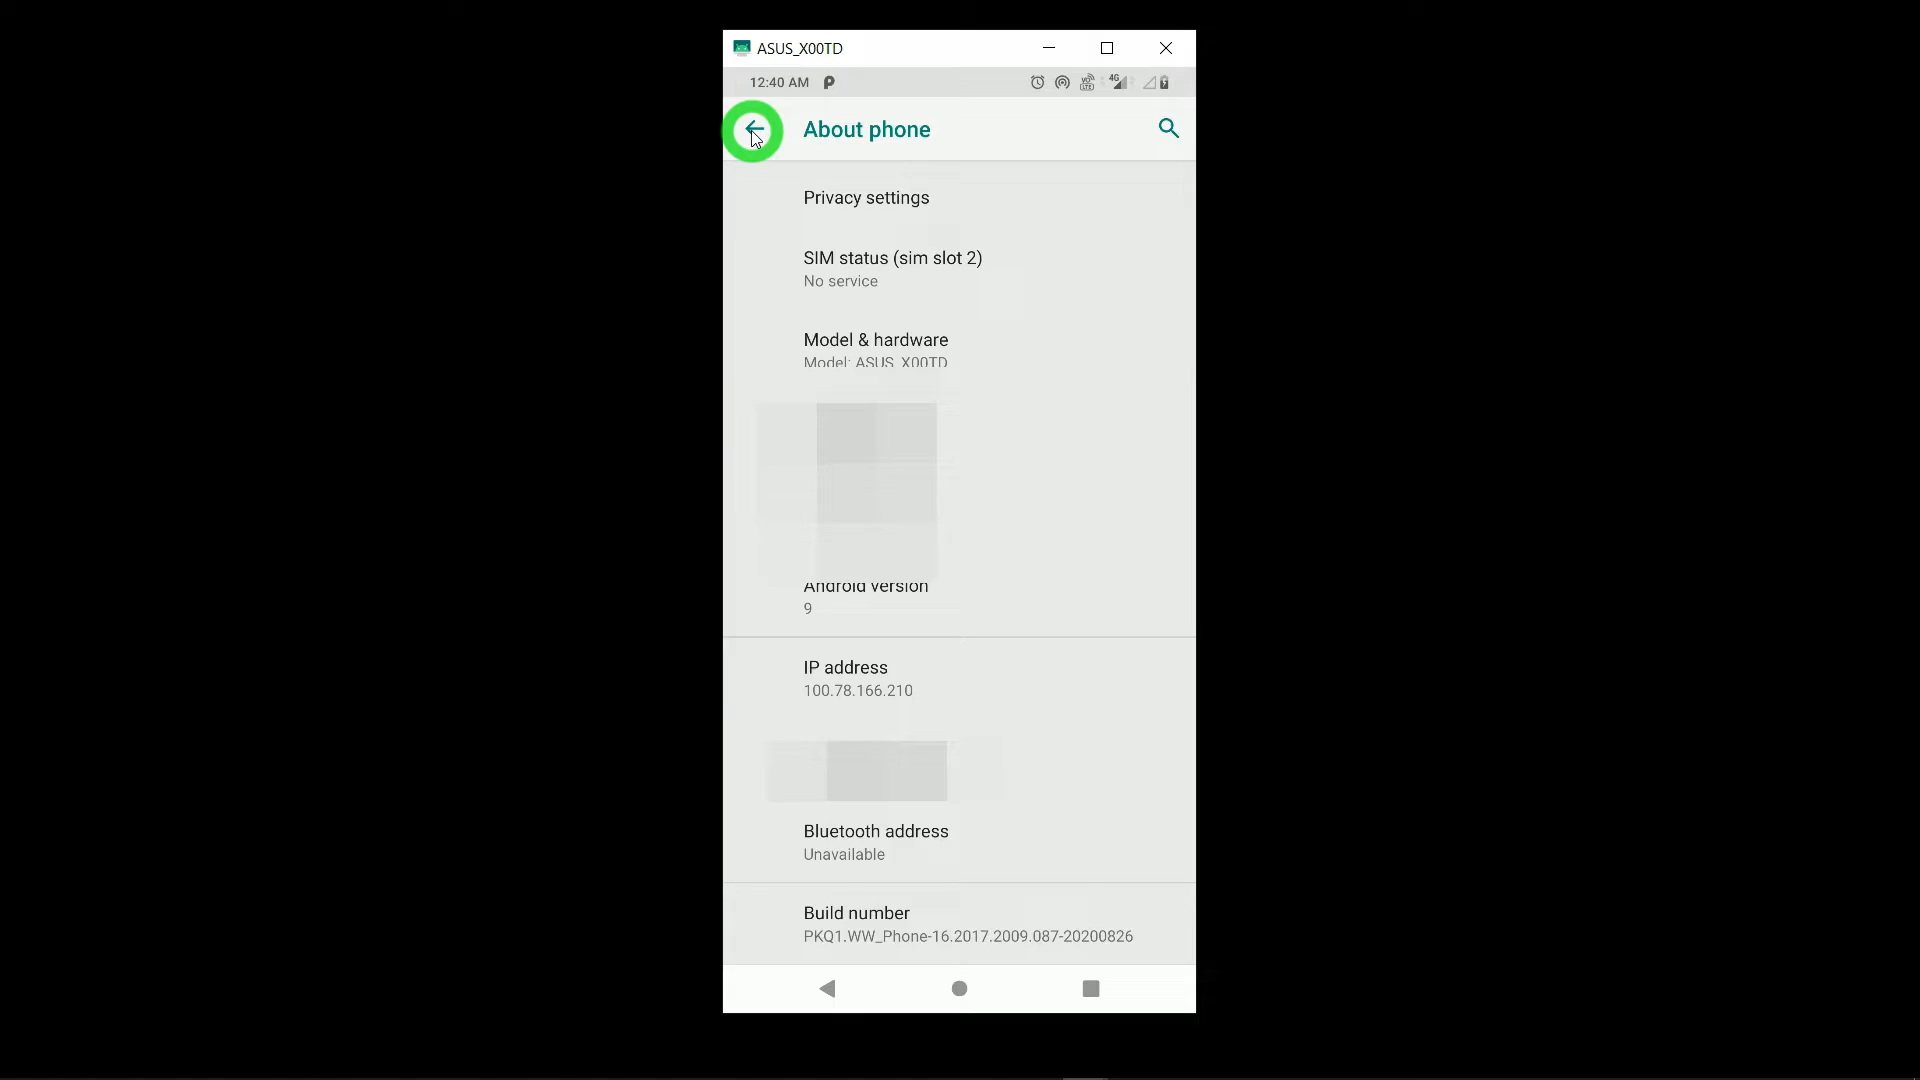 ASUS_X00TD
12:40 AM
4G
About phone
Privacy settings
SIM status (sim slot 2)
No service
Model & hardware
Model: ASUS_X00TD
Android version
9
IP address
100.78.166.210
Bluetooth address
Unavailable
Build number
PKQ1.WW_Phone-16.2017.2009.087-20200826